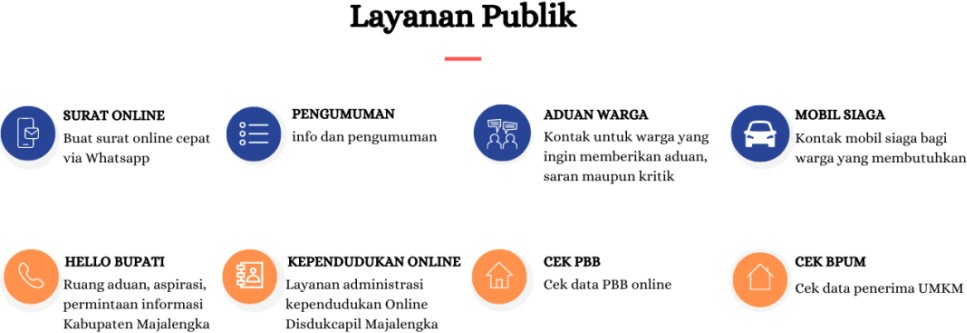 Layanan Publik
SURAT ONLINE
Buat surat online cepat
via Whatsapp
PENGUMUMAN
info dan pengumuman
ADUAN WARGA
Kontak untuk warga yang
ingin memberikan aduan,
saran maupun kritik
MOBIL SIAGA
Kontak mobil siaga bagi
warga yang membutuhkan
HELLO BUPATI
Ruang aduan, aspirasi,
permintaan informasi
Kabupaten Majalengka
KEPENDUDUKAN ONLINE
Layanan administrasi
kependudukan Online
Disdukcapil Majalengka
CEK PBB
Cek data PBB online
CEK BPUM
Cek data penerima UMKM